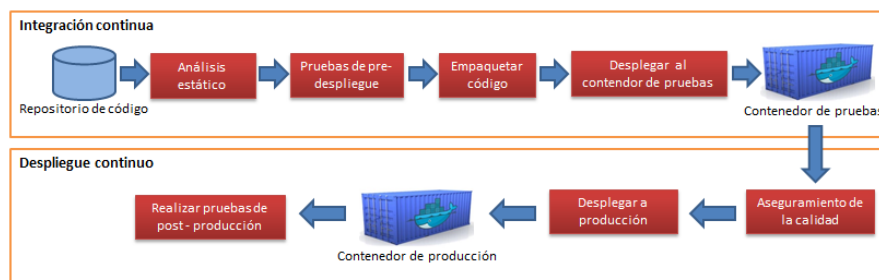 Integración continua
Análisis
estático
Pruebas de pre-
despliegue
Empaquetar
código
Desplegar al
contendor de pruebas
Repositorio de código
Contenedor de pruebas
Despliegue continuo
Realizar pruebas de
post - producción
Contenedor de producción
Desplegar a
producción
Aseguramiento de
la calidad